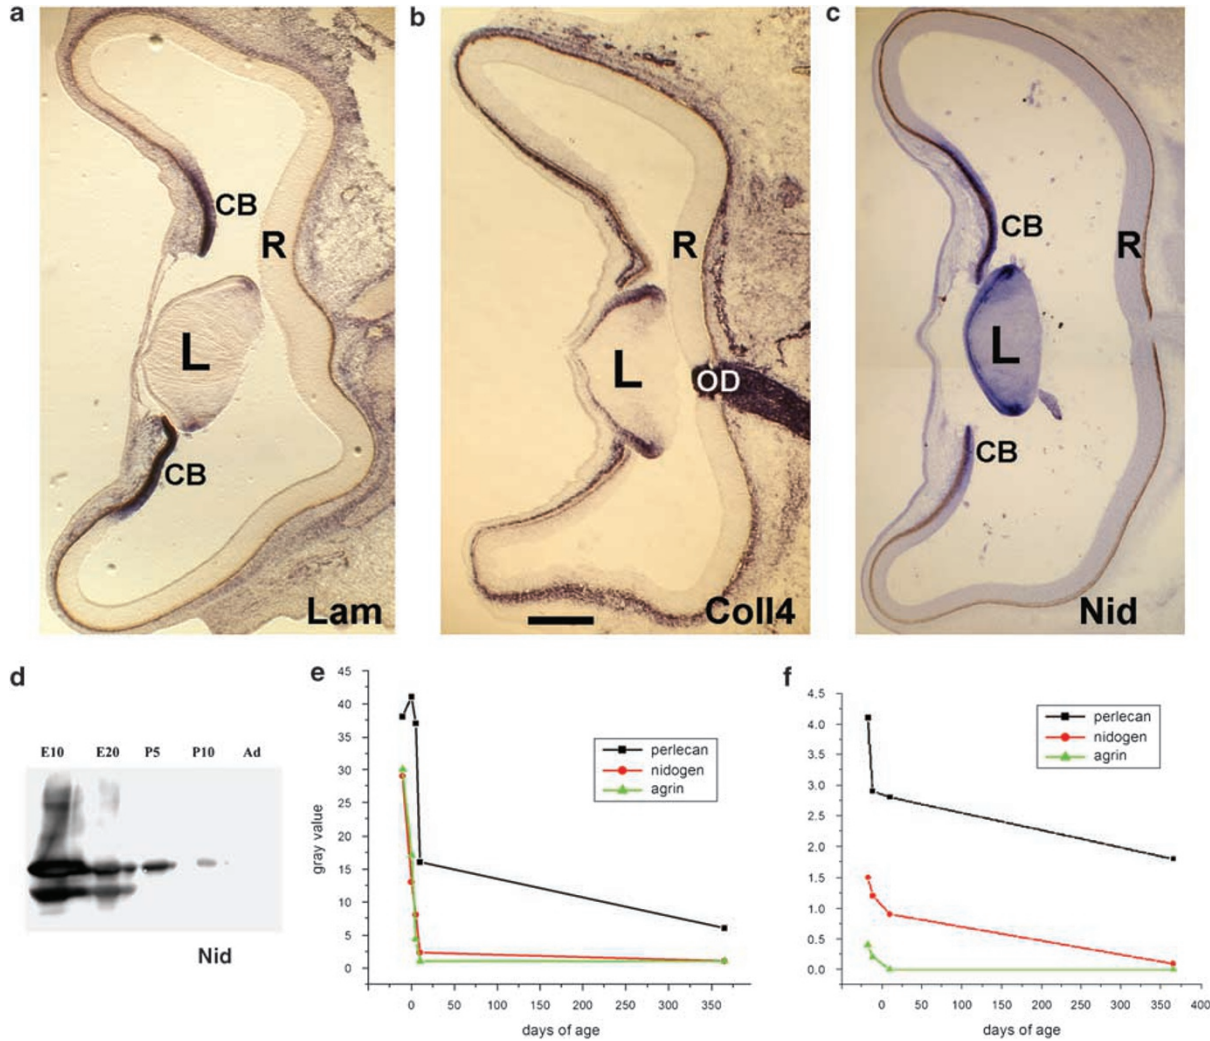 a
b
c
CB
R
L
CB
Lam
R
L
OD
Coll4
CB
R
L
CB
Nid
d
E10 E20 P5 P10 Ad
Nid
e
45
40
35
30
25
20
15
10
5
0
gray value
0 50 100 150 200 250 300 350
days of age
perlecan
nidogen
agrin
f
4.5
4.0
3.5
3.0
2.5
2.0
1.5
1.0
0.5
0.0
0 50 100 150 200 250 300 350 400
days of age
perlecan
nidogen
agrin